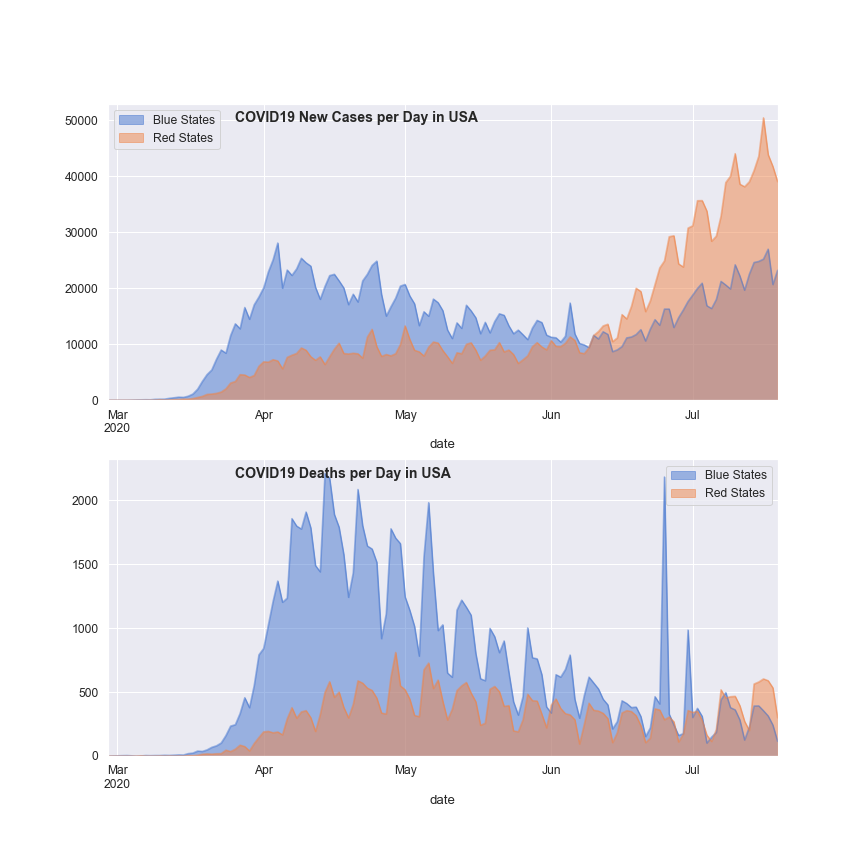 COVID19 New Cases per Day in USA
Blue States
Red States
50000
40000
30000
20000
10000
0
Mar Apr May Jun Jul
2020
date
COVID19 Deaths per Day in USA
Blue States
Red States
2000
1500
1000
500
0
Mar Apr May Jun Jul
2020
date